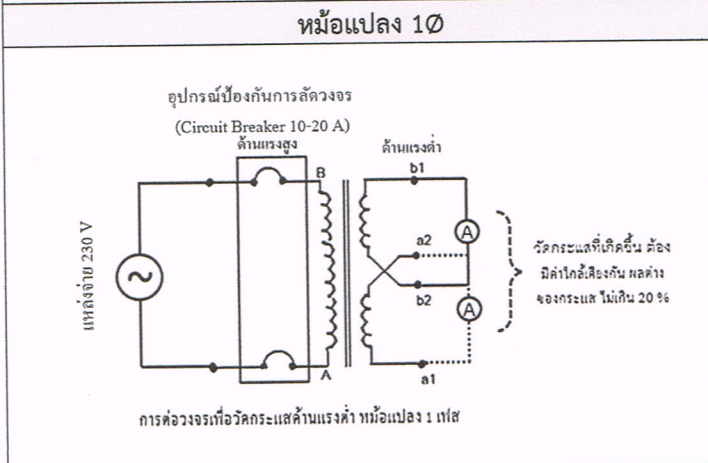 หม้อแปลง 1Ø
อุปกรณ์ป้องกันการลัดวงจร
(Circuit Breaker 10-20 A)
ด้านแรงสูง
ด้านแรงต่ำ
b1
B
A
a2
วัดกระแสที่เกิดขึ้น ต้อง
มีค่าใกล้เคียงกัน ผลต่าง
ของกระแส ไม่เกิน 20 %
แหล่งจ่าย 230 V
b2
A
A
a1
การต่อวงจรเพื่อวัดกระแสด้านแรงต่ำ หม้อแปลง 1 เฟส